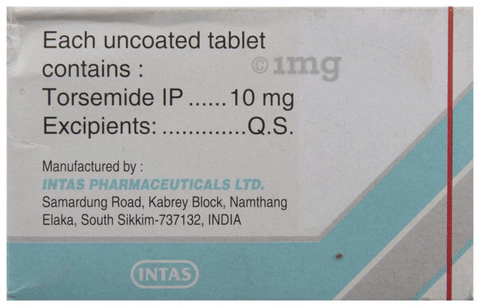 Each uncoated tablet
contains :
©1mg
Torsemide IP ...... 10 mg
Excipients: .............Q.S.
Manufactured by :
INTAS PHARMACEUTICALS LTD.
Samardung Road, Kabrey Block, Namthang
Elaka, South Sikkim-737132, INDIA
INTAS